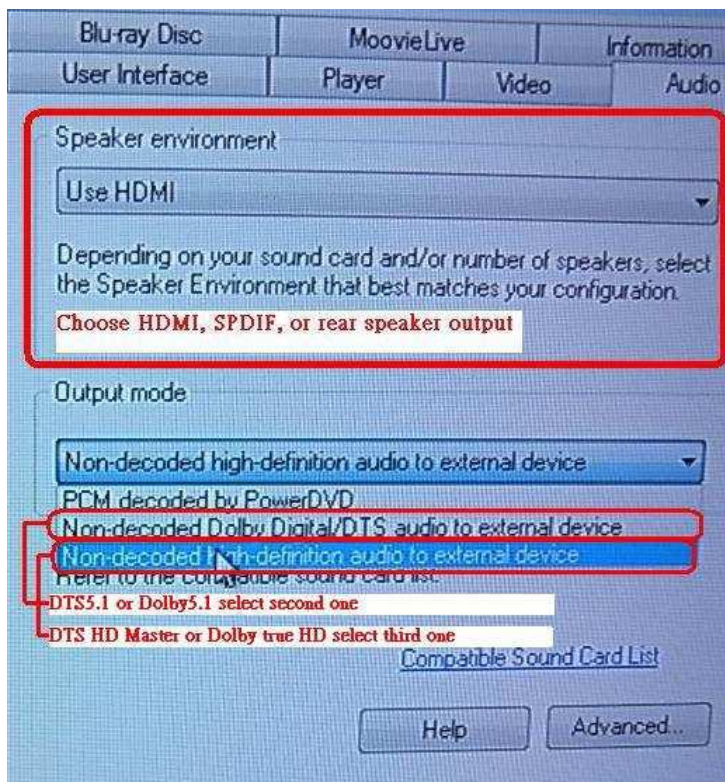 Blu-ray Disc
MoovieLive
Information
User Interface
Player
Video
Audio
Speaker environment
Use HDMI
Depending on your sound card and/or number of speakers, select
the Speaker Environment that best matches your configuration.
Choose HDMI, SPDIF, or rear speaker output
Output mode
Non-decoded high-definition audio to external device
PCM decoded by PowerDVD
Non-decoded Dolby Digital/DTS audio to external device
Non-decoded high-definition audio to external device
Refer to the compatible sound card list.
DTS5.1 or Dolby5.1 select second one
DTS HD Master or Dolby true HD select third one
Compatible Sound Card List
Help
Advanced...